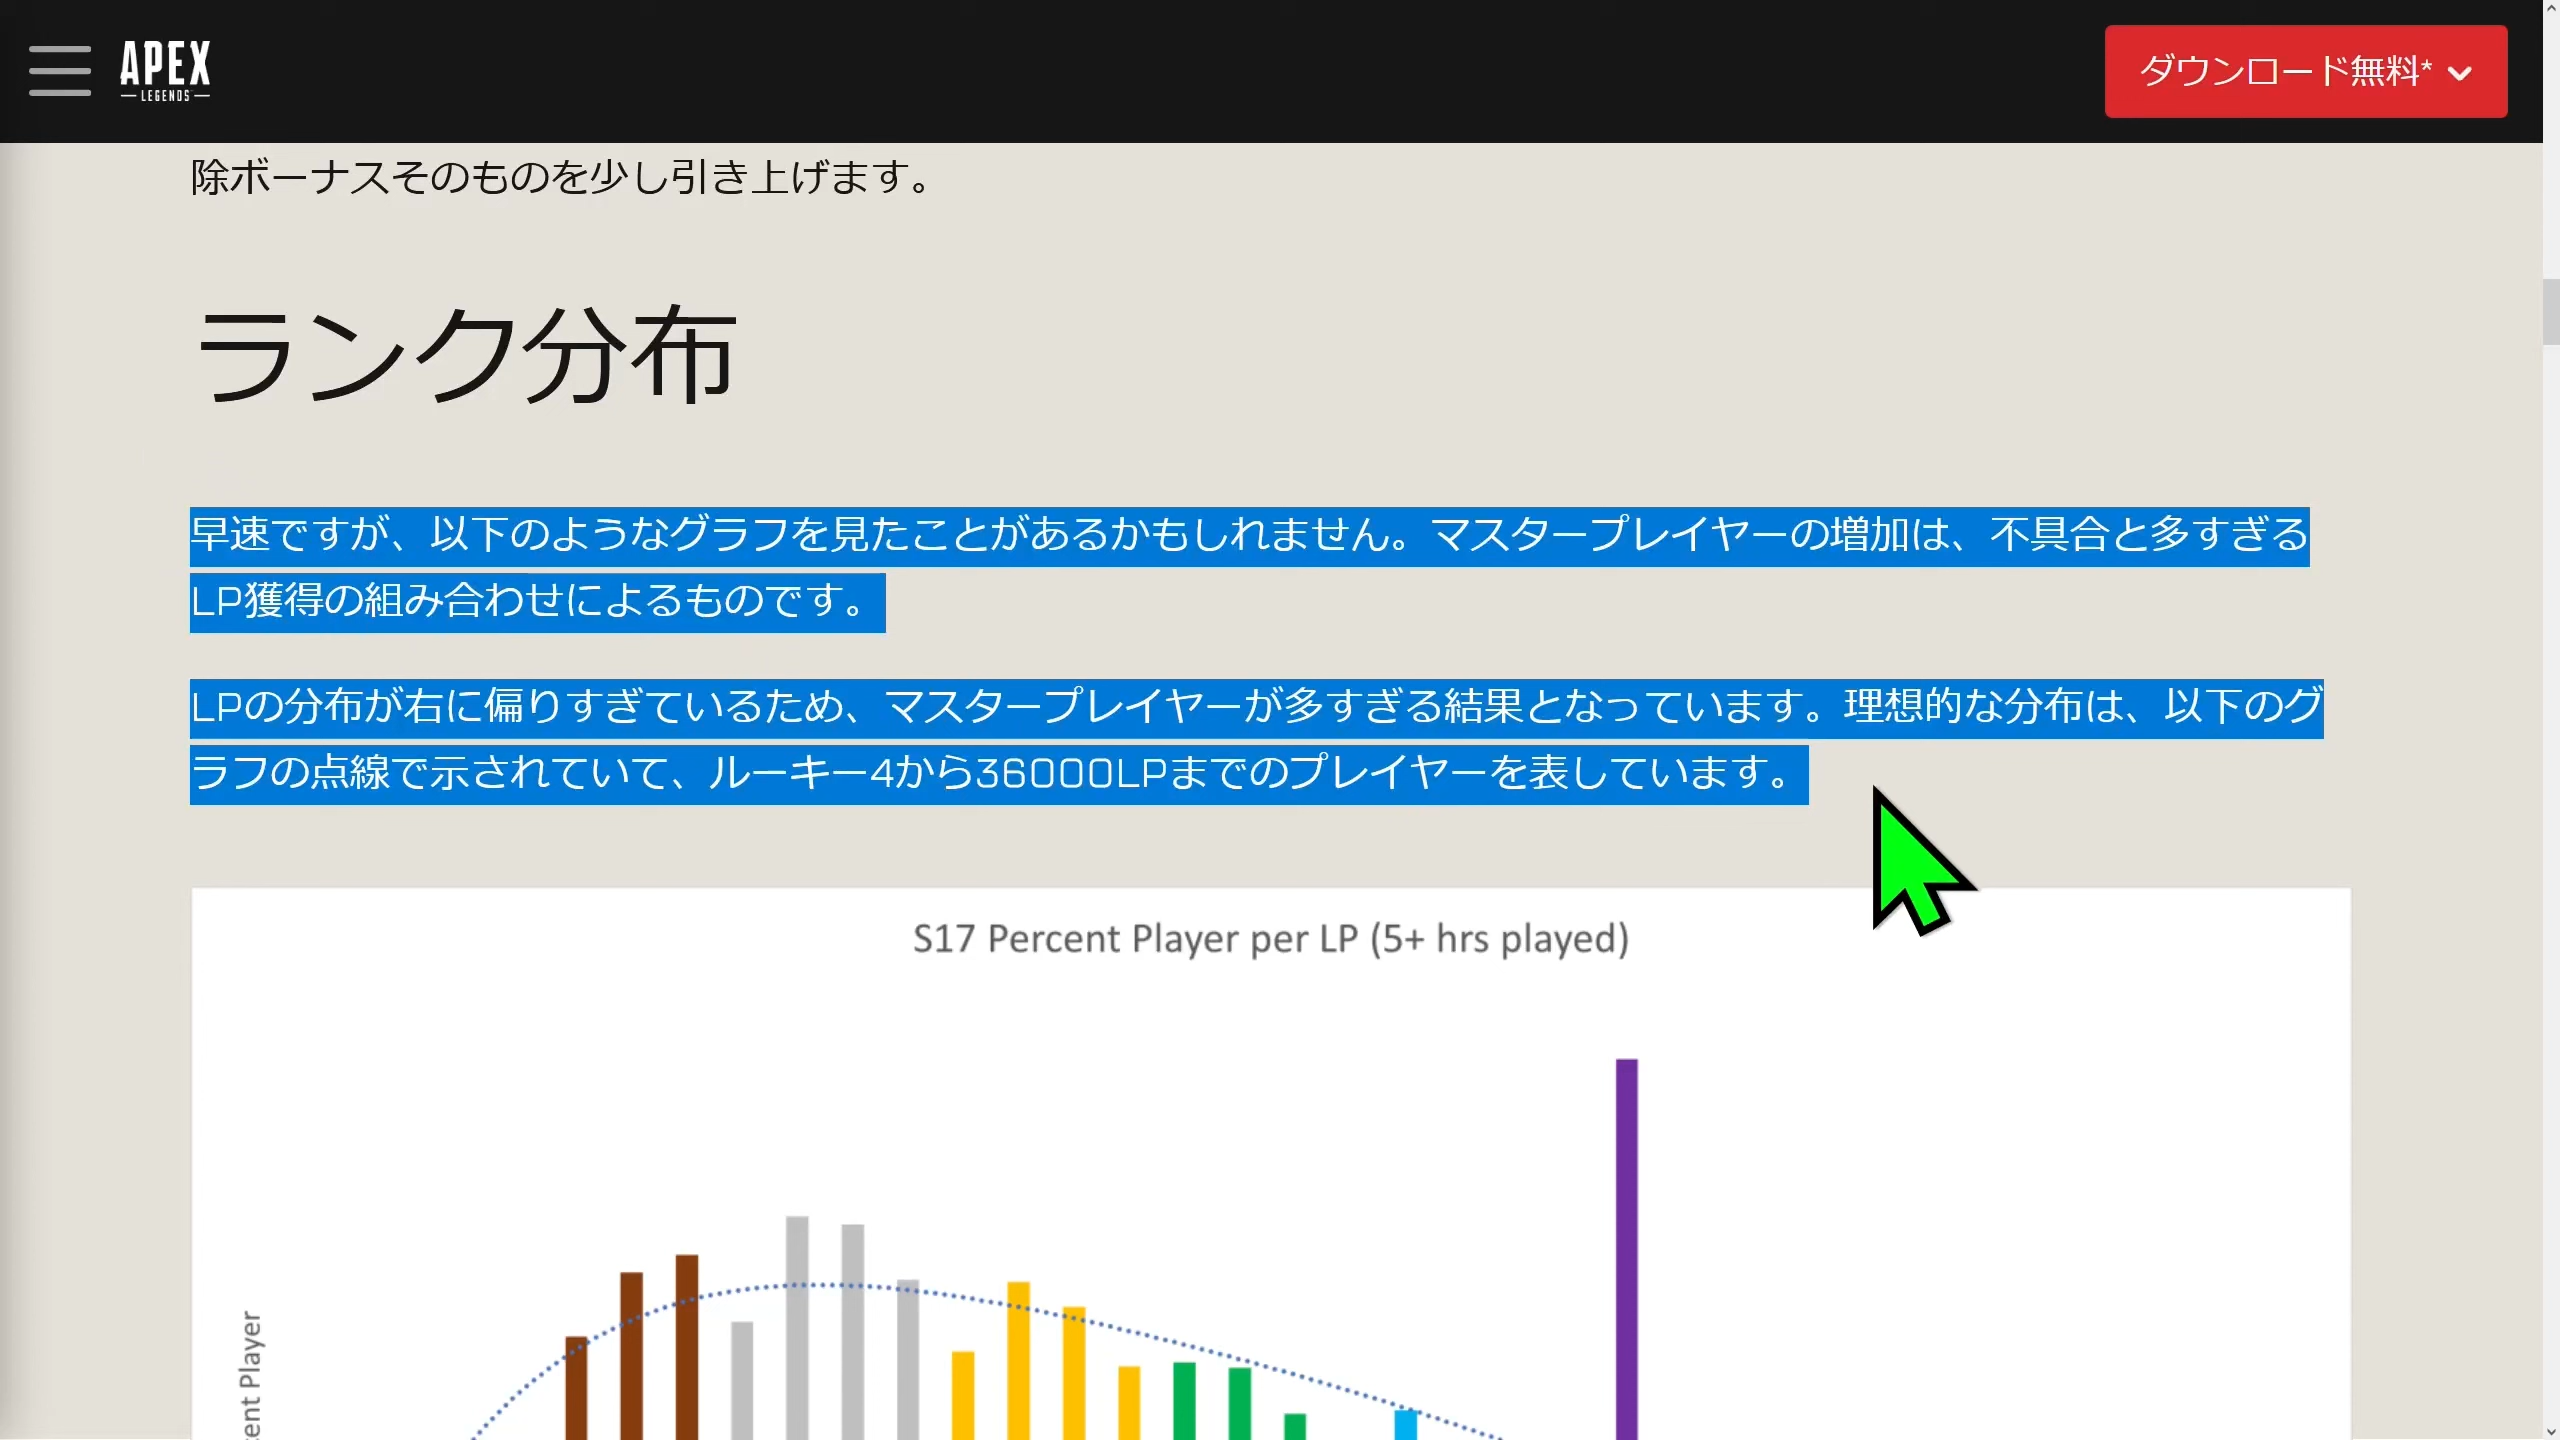 APEX
LEGENDS
ダウンロード無料*
除ボーナスそのものを少し引き上げます。
ランク分布
早速ですが、以下のようなグラフを見たことがあるかもしれません。マスタープレイヤーの増加は、不具合と多すぎる
LP獲得の組み合わせによるものです。
LPの分布が右に偏りすぎているため、マスタープレイヤーが多すぎる結果となっています。理想的な分布は、以下のグ
ラフの点線で示されていて、ルーキー4から36000LPまでのプレイヤーを表しています。
S17 Percent Player per LP (5+ hrs played)
cent Player